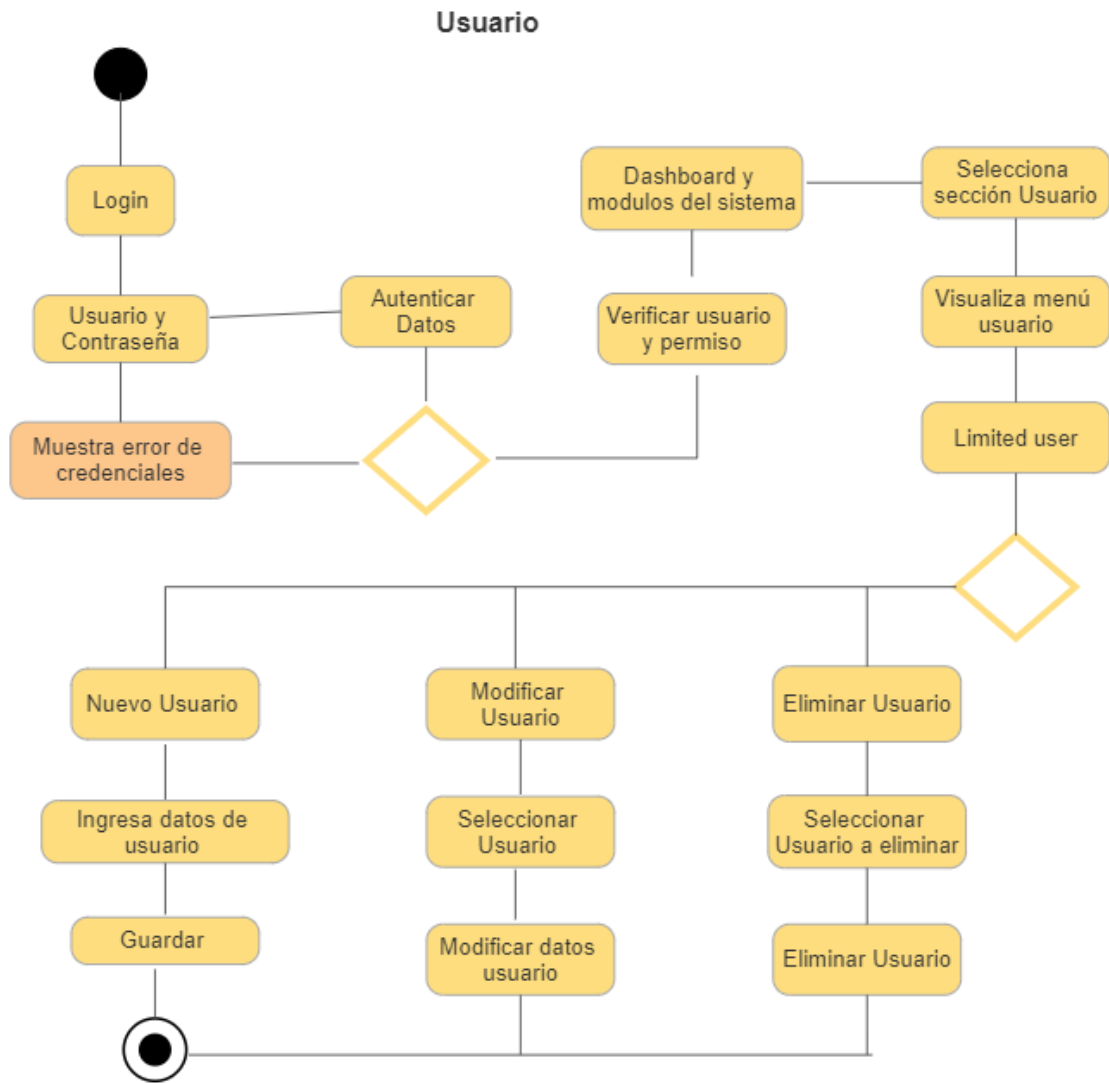 Usuario
Login
Usuario y
Contraseña
Muestra error de
credenciales
Autenticar
Datos
Verificar usuario
y permiso
Dashboard y
modulos del sistema
Selecciona
sección Usuario
Visualiza menú
usuario
Limited user
Nuevo Usuario
Ingresa datos de
usuario
Guardar
Modificar
Usuario
Seleccionar
Usuario
Modificar datos
usuario
Eliminar Usuario
Seleccionar
Usuario a eliminar
Eliminar Usuario